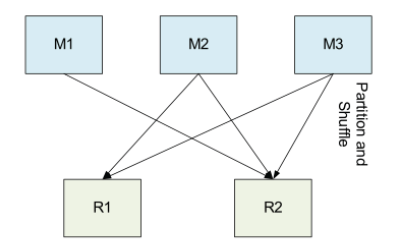 M1
M2
M3
Partition and
Shuffle
R1
R2